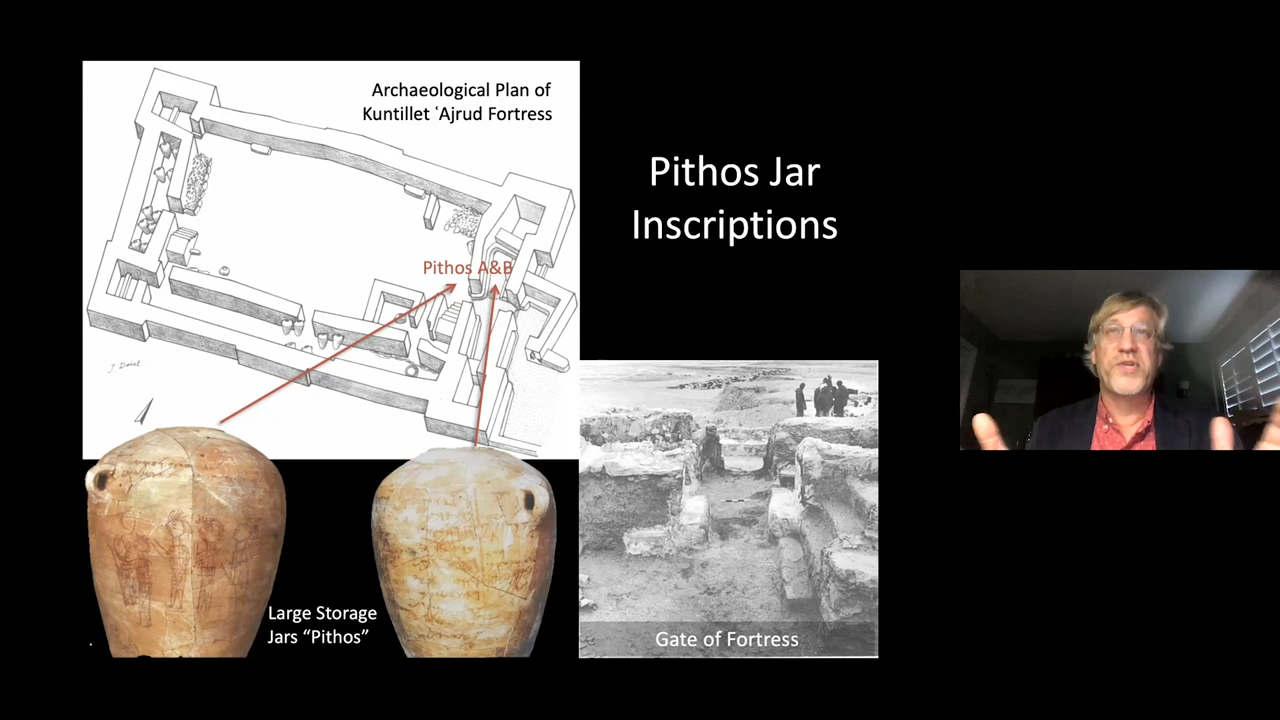 Archaeological Plan of
Kuntillet ʿAjrud Fortress
Pithos Jar
Inscriptions
Pithos A&B
Large Storage
Jars “Pithos”
Gate of Fortress